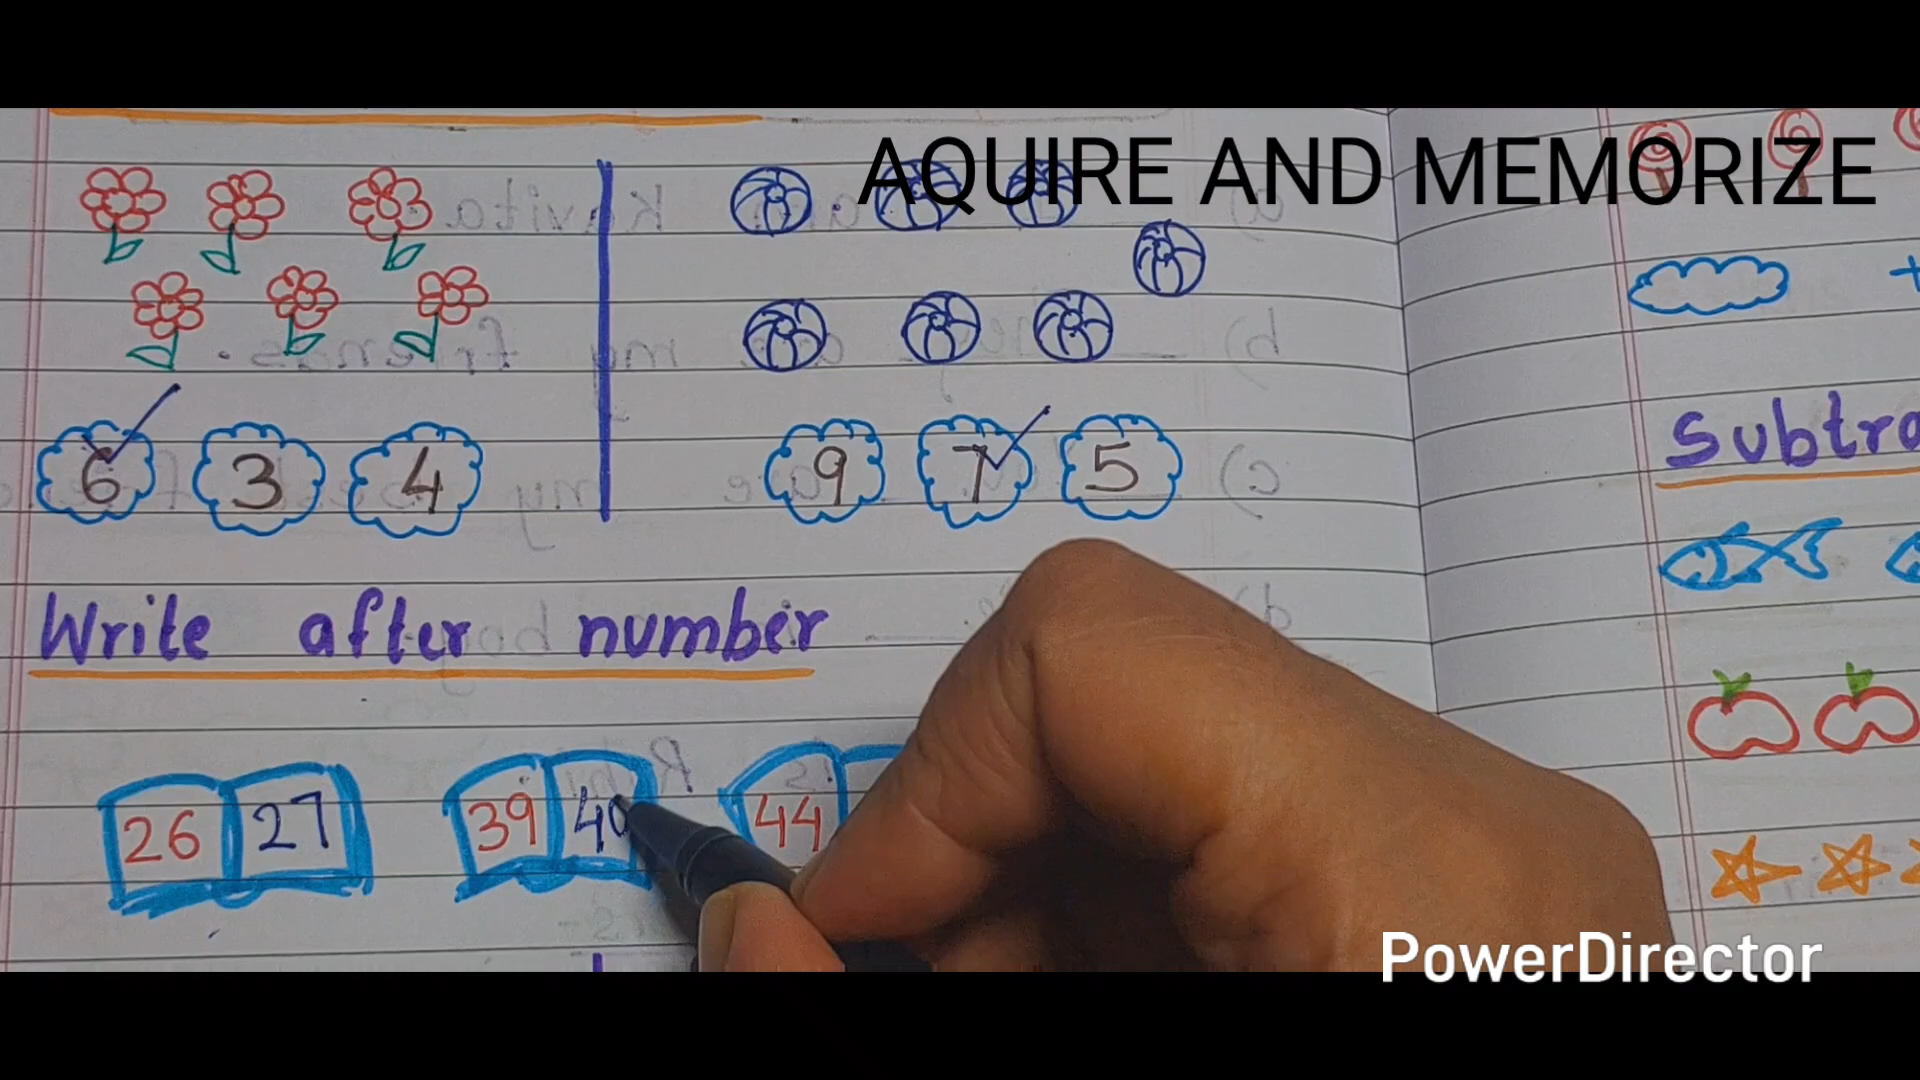 AQUIRE AND MEMORIZE
6 3 4 9 7 5
Subtra
Write after number
26 27 39 40 44
PowerDirector